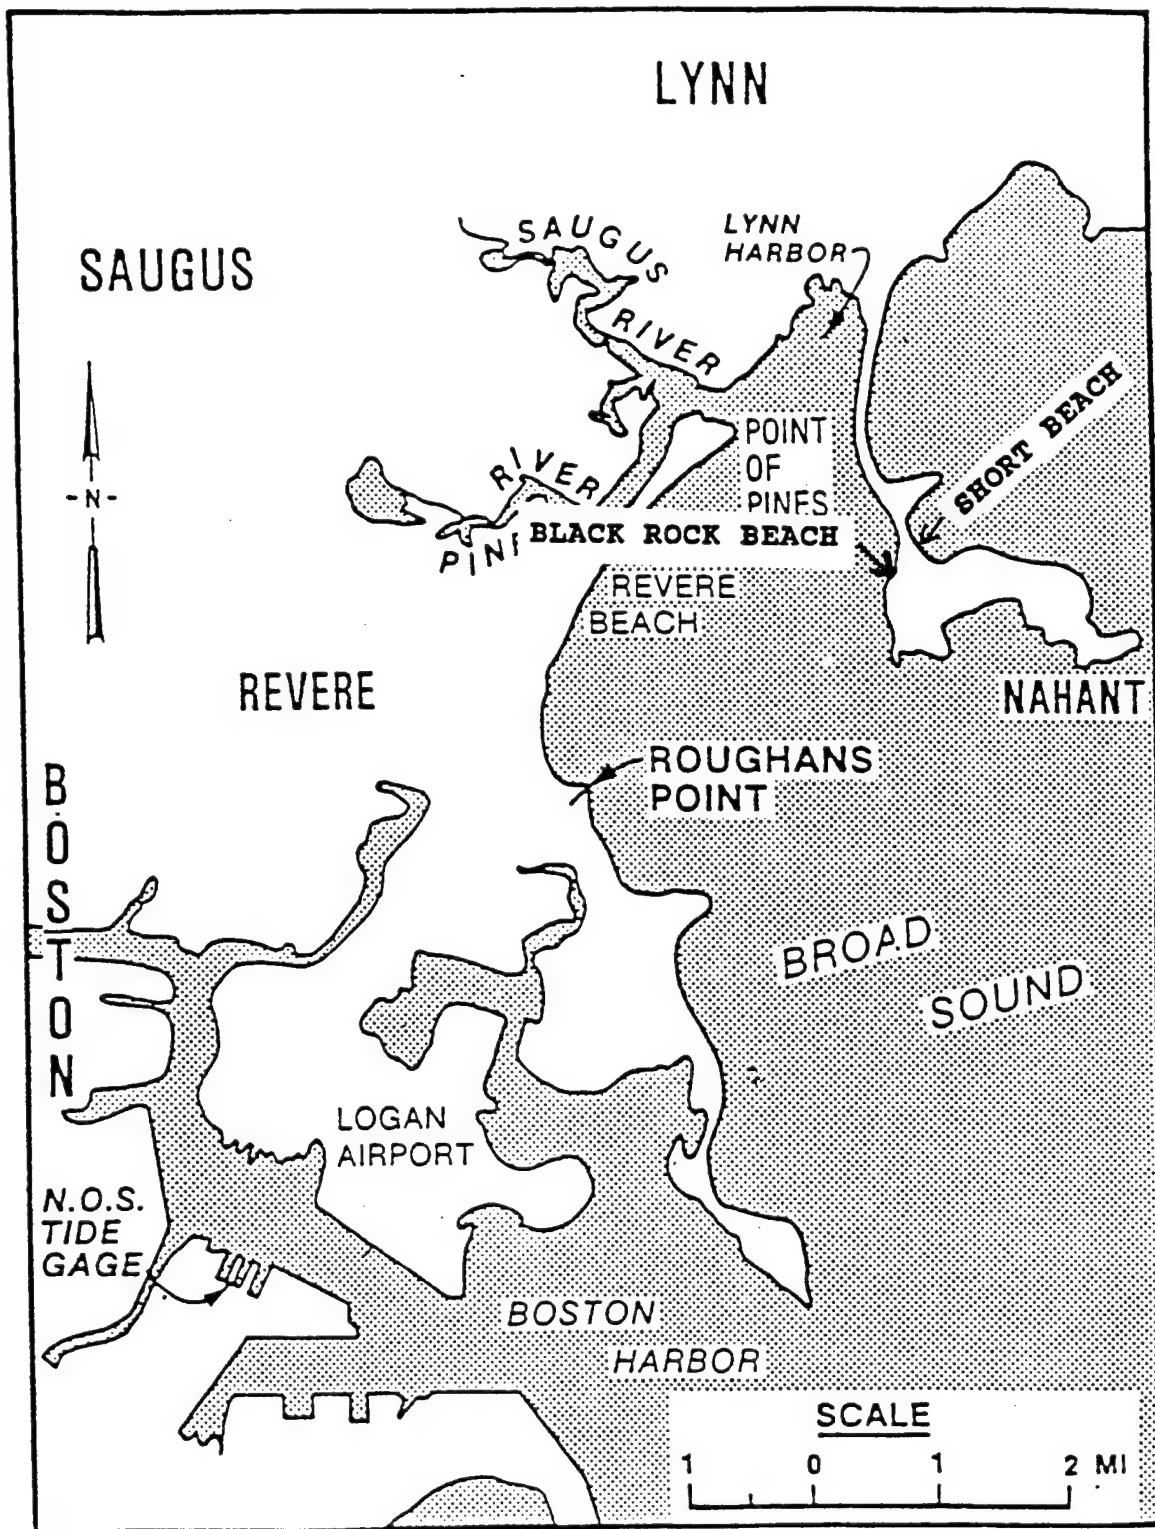 LYNN
SAUGUS
RIVER
LYNN
HARBOR
SAUGUS
SHORT BEACH
POINT
OF
PINES
RIVER
PINE
BLACK ROCK BEACH
-N-
REVERE
BEACH
REVERE
NAHANT
ROUGHANS
POINT
BOSTON
BROAD
SOUND
LOGAN
AIRPORT
N.O.S.
TIDE
GAGE
BOSTON
HARBOR
SCALE
1 0 1 2 MI